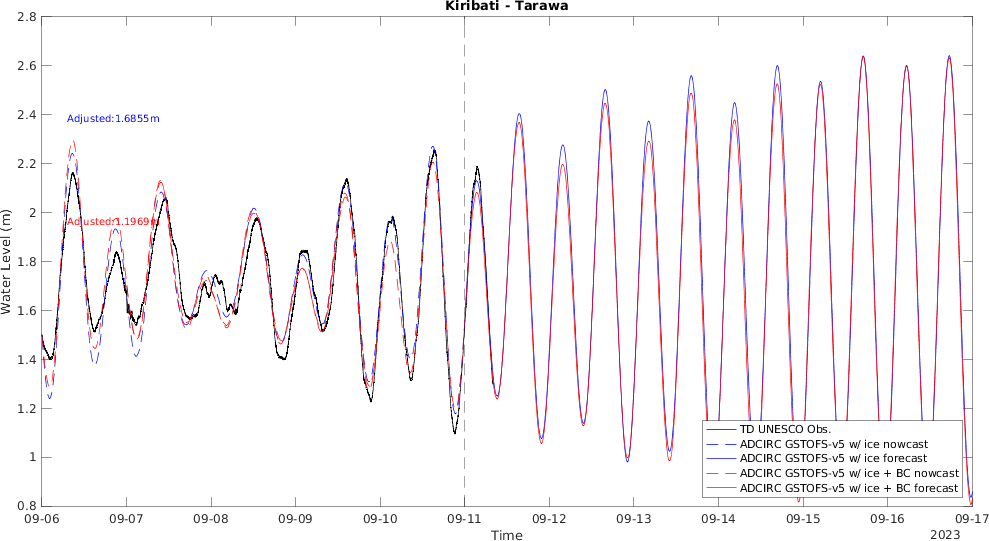 Kiribati - Tarawa
2.8
2.6
2.4
2.2
2
1.8
1.6
1.4
1.2
1
0.8
Water Level (m)
Adjusted:1.6855m
Adjusted:1.1969m
TD UNESCO Obs.
ADCIRC GSTOFS-v5 w/ ice nowcast
ADCIRC GSTOFS-v5 w/ ice forecast
ADCIRC GSTOFS-v5 w/ ice + BC nowcast
ADCIRC GSTOFS-v5 w/ ice + BC forecast
09-06 09-07 09-08 09-09 09-10 09-11 09-12 09-13 09-14 09-15 09-16 09-17
Time
2023